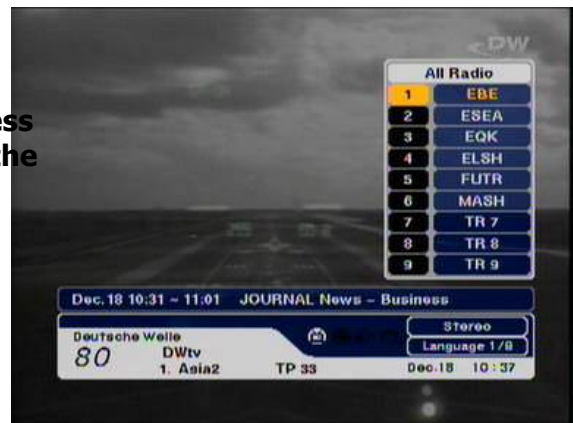 ess
the
DW
All Radio
1 EBE
2 ESEA
3 EQK
4 ELSH
5 FUTR
6 MASH
7 TR 7
8 TR 8
9 TR 9
Dec.18 10:31 ~ 11:01 JOURNAL News - Business
Stereo
Deutsche Welle
Language 1/8
80 DWtv
1. Asia2 TP 33 Dec.18 10:37